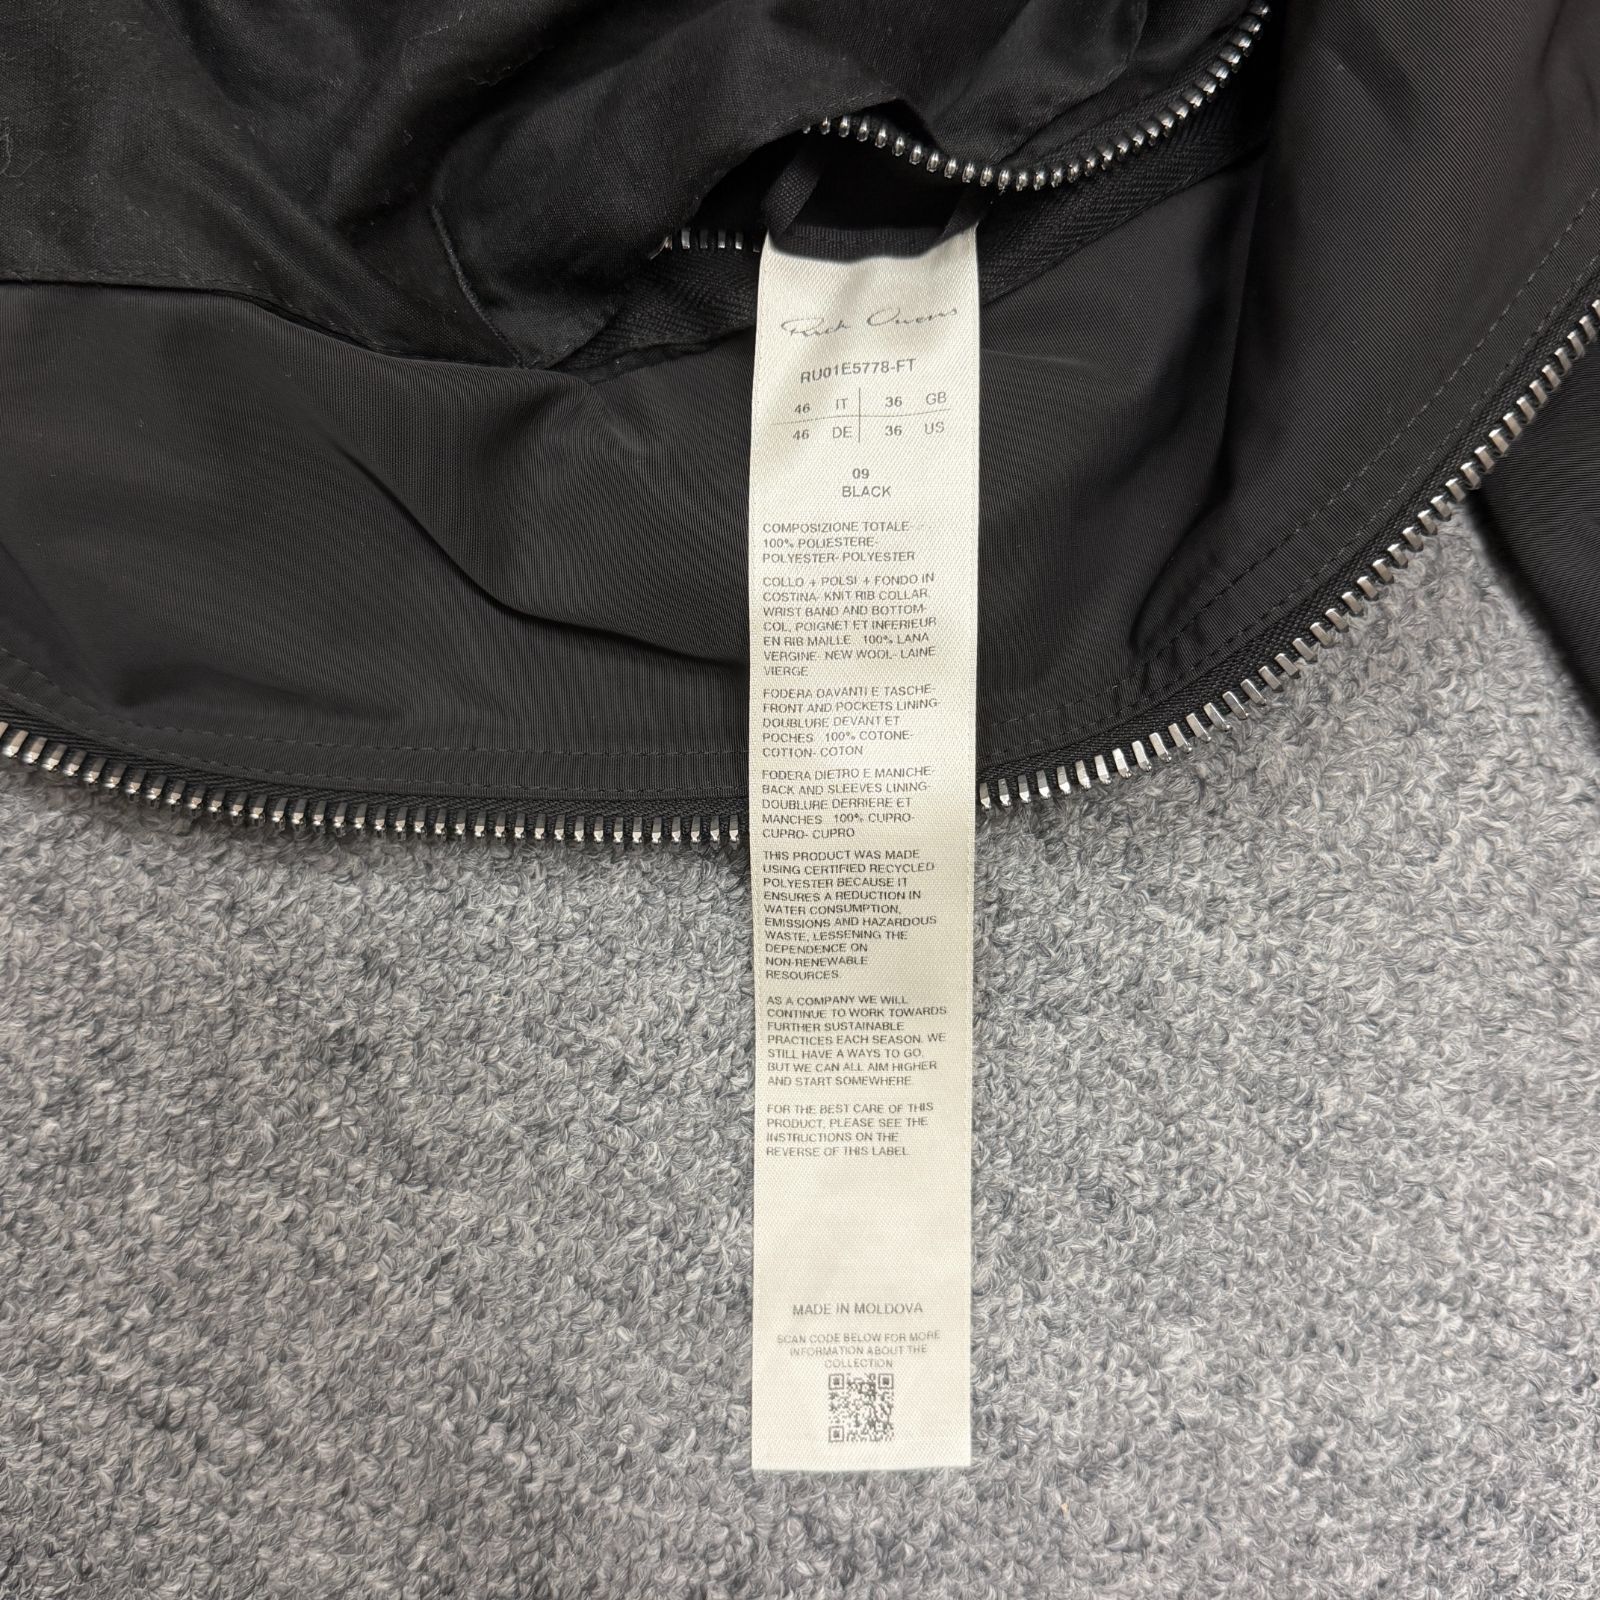 Rick Owens
RU01E5778-FT
46 IT 36 GB
46 DE 36 US
09
BLACK
COMPOSIZIONE TOTALE-
100% POLIESTERE-
POLYESTER- POLYESTER
COLLO + POLSI + FONDO IN
COSTINA- KNIT RIB COLLAR,
WRIST BAND AND BOTTOM-
COL, POIGNET ET INFERIEUR
EN RIB MAILLE 100% LANA
VERGINE- NEW WOOL- LAINE
VIERGE
FODERA DAVANTI E TASCHE-
FRONT AND POCKETS LINING-
DOUBLURE DEVANT ET
POCHES 100% COTONE-
COTTON- COTON
FODERA DIETRO E MANICHE-
BACK AND SLEEVES LINING-
DOUBLURE DERRIERE ET
MANCHES 100% CUPRO-
CUPRO- CUPRO
THIS PRODUCT WAS MADE
USING CERTIFIED RECYCLED
POLYESTER BECAUSE IT
ENSURES A REDUCTION IN
WATER CONSUMPTION,
EMISSIONS AND HAZARDOUS
WASTE, LESSENING THE
DEPENDENCE ON
NON-RENEWABLE
RESOURCES.
AS A COMPANY WE WILL
CONTINUE TO WORK TOWARDS
FURTHER SUSTAINABLE
PRACTICES EACH SEASON. WE
STILL HAVE A WAYS TO GO,
BUT WE CAN ALL AIM HIGHER
AND START SOMEWHERE.
FOR THE BEST CARE OF THIS
PRODUCT, PLEASE SEE THE
INSTRUCTIONS ON THE
REVERSE OF THIS LABEL
MADE IN MOLDOVA
SCAN CODE BELOW FOR MORE
INFORMATION ABOUT THE
COLLECTION